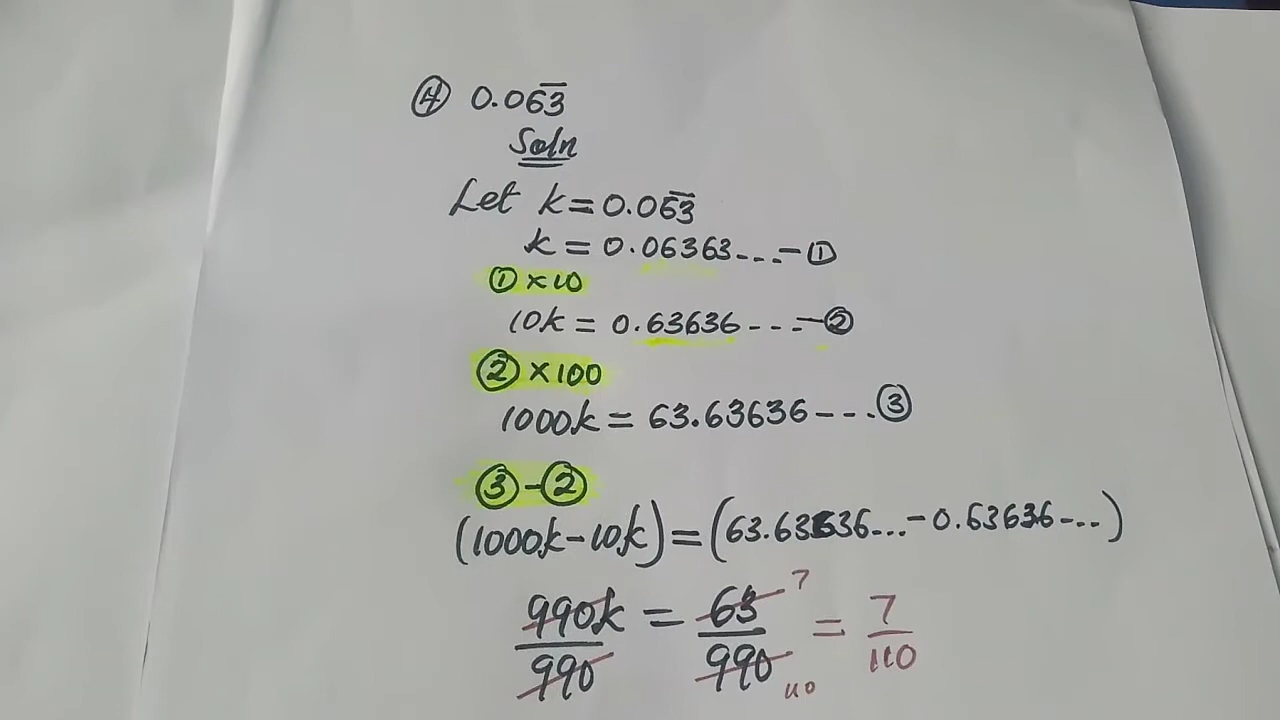 ④ 0.06̅3̅
Soln
Let k = 0.06̅3̅
k = 0.06363... - ①
① × 10
10k = 0.63636 - - - - ②
② × 100
1000k = 63.63636 - - - . ③
③ - ②
(1000k - 10k) = (63.63636... - 0.63636 - ...)
990k/990 = 63/990 = 7/110
7
110